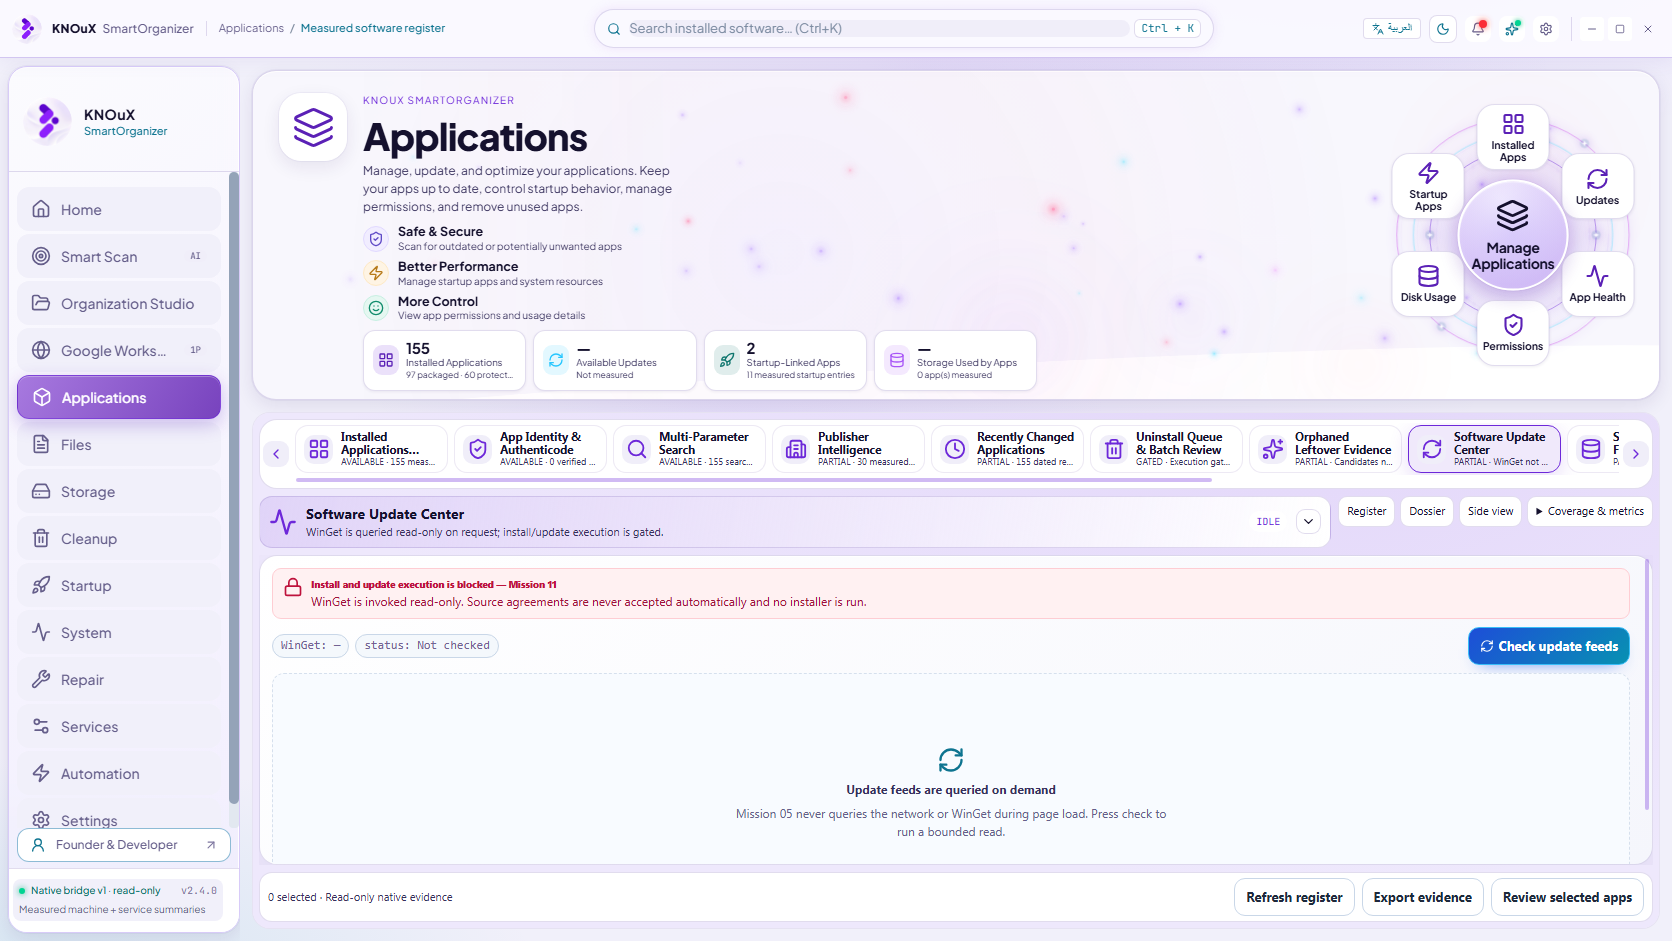 KNOuX SmartOrganizer
Applications / Measured software register
Search installed software... (Ctrl+K)
Ctrl + K
العربية
KNOuX
SmartOrganizer
Home
Smart Scan AI
Organization Studio
Google Works... 1P
Applications
Files
Storage
Cleanup
Startup
System
Repair
Services
Automation
Settings
Founder & Developer
Native bridge v1 · read-only v2.4.0
Measured machine + service summaries
KNOUX SMARTORGANIZER
Applications
Manage, update, and optimize your applications. Keep
your apps up to date, control startup behavior, manage
permissions, and remove unused apps.
Safe & Secure
Scan for outdated or potentially unwanted apps
Better Performance
Manage startup apps and system resources
More Control
View app permissions and usage details
155
Installed Applications
97 packaged · 60 protect...
—
Available Updates
Not measured
2
Startup-Linked Apps
11 measured startup entries
—
Storage Used by Apps
0 app(s) measured
Installed
Apps
Startup
Apps
Updates
Manage
Applications
Disk Usage
App Health
Permissions
Installed
Applications...
AVAILABLE · 155 meas...
App Identity &
Authenticode
AVAILABLE · 0 verified ...
Multi-Parameter
Search
AVAILABLE · 155 searc...
Publisher
Intelligence
PARTIAL · 30 measured...
Recently Changed
Applications
PARTIAL · 155 dated re...
Uninstall Queue
& Batch Review
GATED · Execution gat...
Orphaned
Leftover Evidence
PARTIAL · Candidates n...
Software Update
Center
PARTIAL · WinGet not ...
Software Update Center
WinGet is queried read-only on request; install/update execution is gated.
IDLE
Register
Dossier
Side view
▶ Coverage & metrics
Install and update execution is blocked — Mission 11
WinGet is invoked read-only. Source agreements are never accepted automatically and no installer is run.
WinGet: —
status: Not checked
Check update feeds
Update feeds are queried on demand
Mission 05 never queries the network or WinGet during page load. Press check to
run a bounded read.
0 selected · Read-only native evidence
Refresh register
Export evidence
Review selected apps